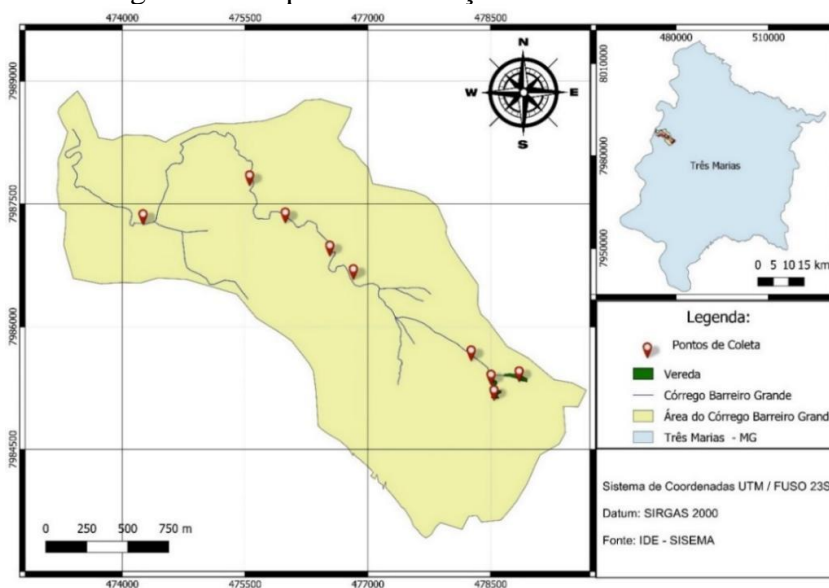 474000 475500 477000 478500
7989000
7987500
7986000
7984500
N
W E
S
0 250 500 750 m
474000 475500 477000 478500
480000 510000
8010000
7980000
7950000
Três Marias
0 5 10 15 km
Legenda:
Pontos de Coleta
Vereda
Córrego Barreiro Grande
Área do Córrego Barreiro Grand
Três Marias - MG
Sistema de Coordenadas UTM / FUSO 23S
Datum: SIRGAS 2000
Fonte: IDE - SISEMA